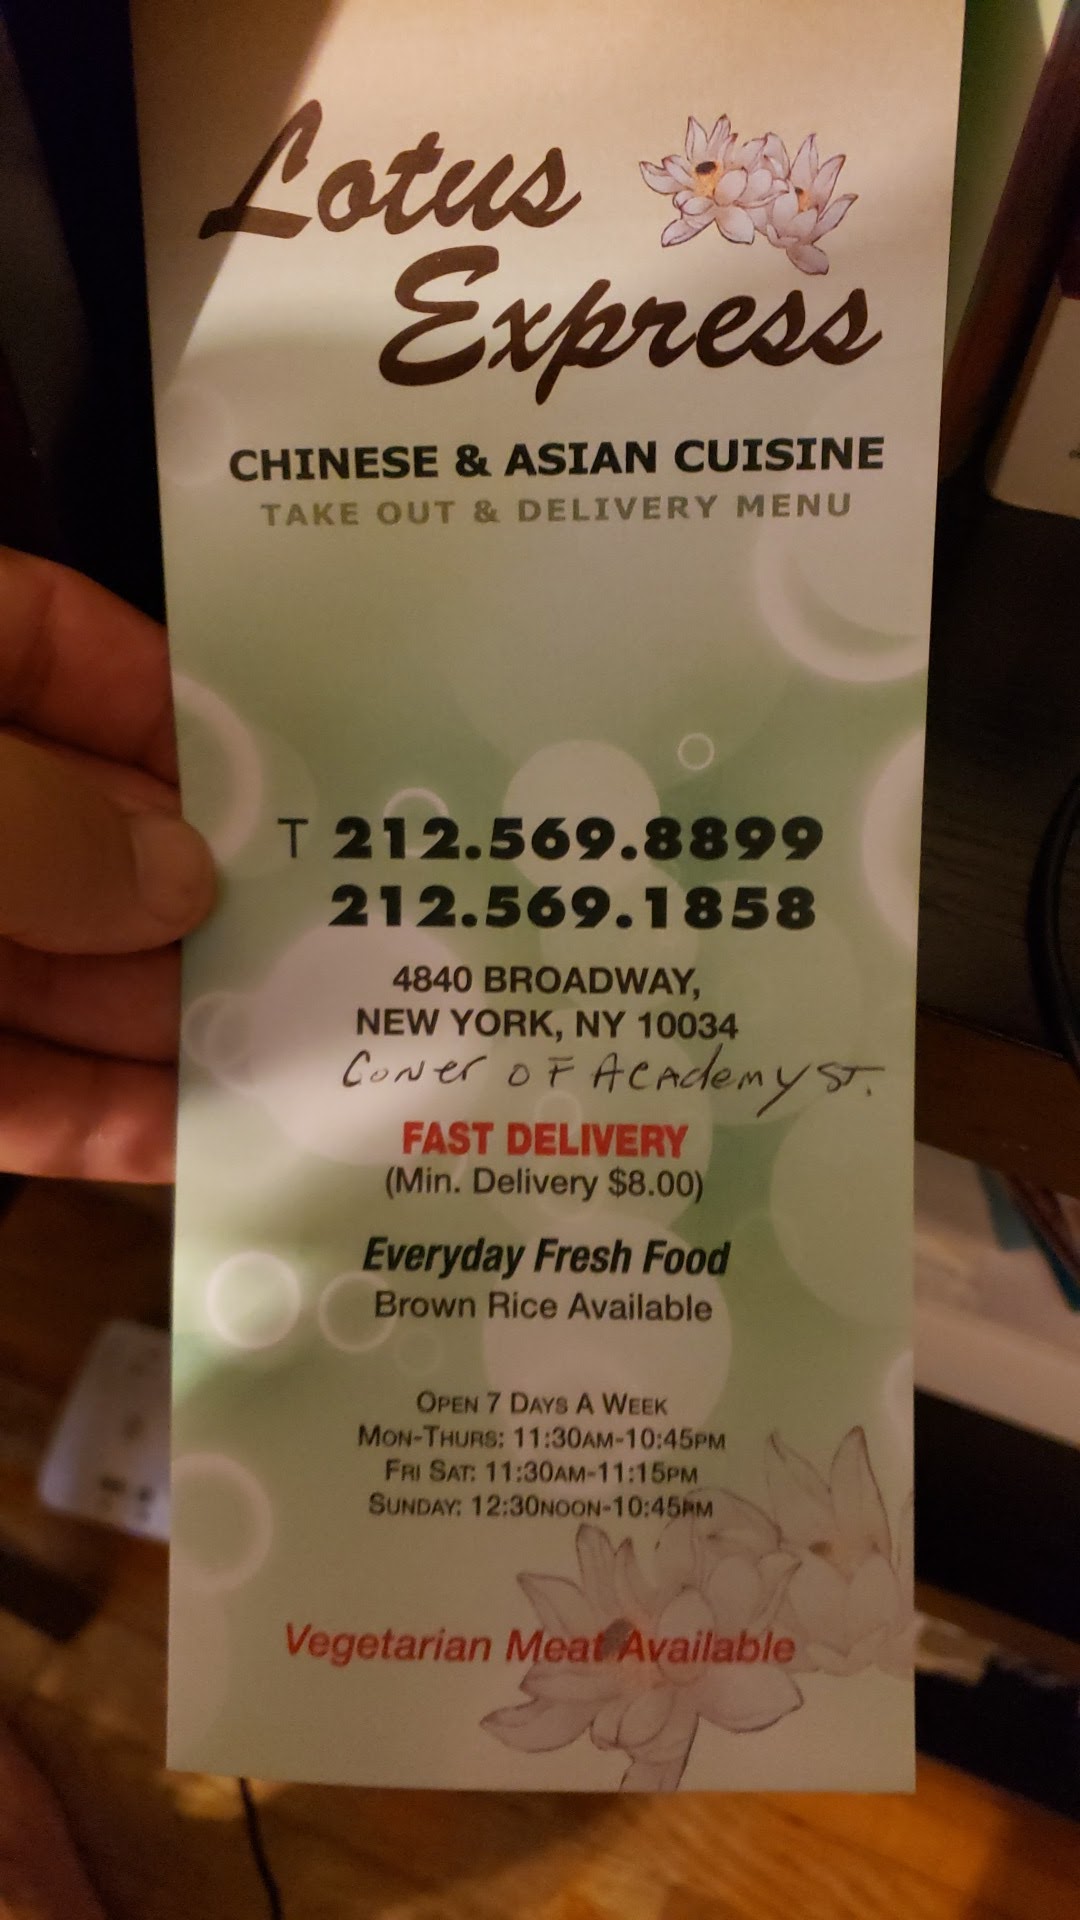 Lotus
Express
CHINESE & ASIAN CUISINE
TAKE OUT & DELIVERY MENU
T 212.569.8899
212.569.1858
4840 BROADWAY,
NEW YORK, NY 10034
Coner OF Academy ST.
FAST DELIVERY
(Min. Delivery $8.00)
Everyday Fresh Food
Brown Rice Available
OPEN 7 DAYS A WEEK
MON-THURS: 11:30AM-10:45PM
FRI SAT: 11:30AM-11:15PM
SUNDAY: 12:30NOON-10:45PM
Vegetarian Meat Available